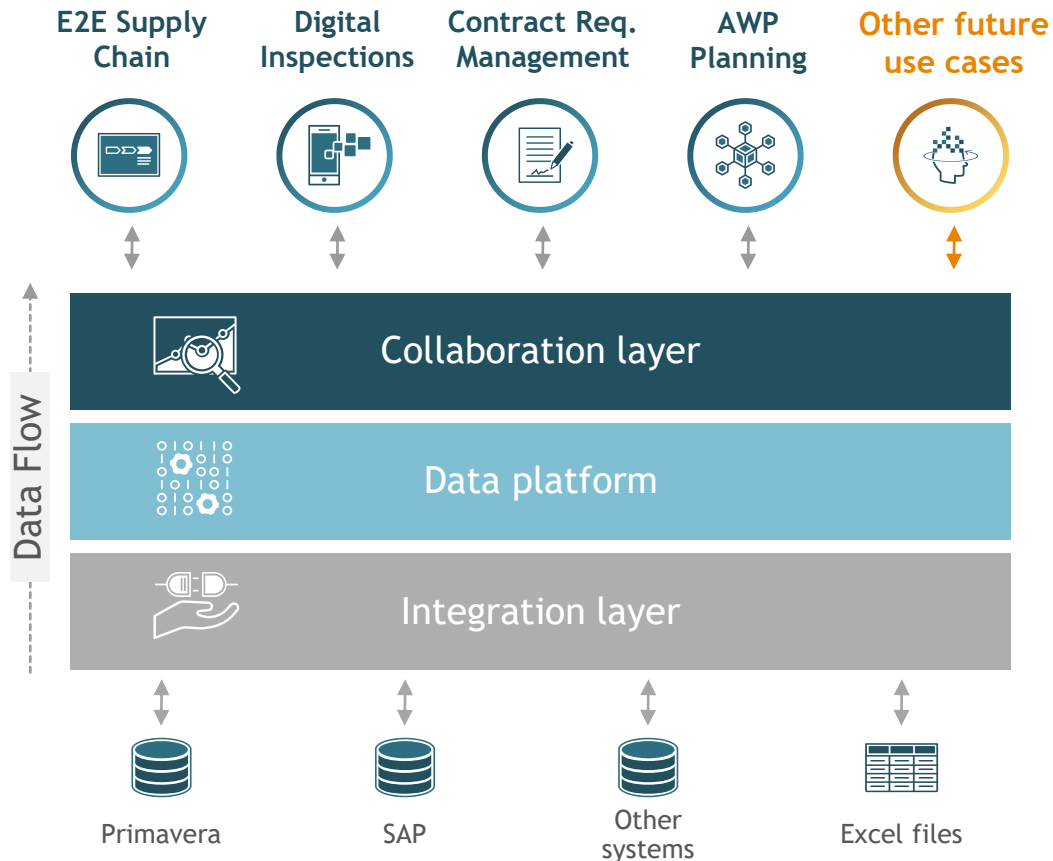 E2E Supply
Chain
Digital
Inspections
Contract Req.
Management
AWP
Planning
Other future
use cases
Data Flow
Collaboration layer
Data platform
Integration layer
Primavera
SAP
Other
systems
Excel files